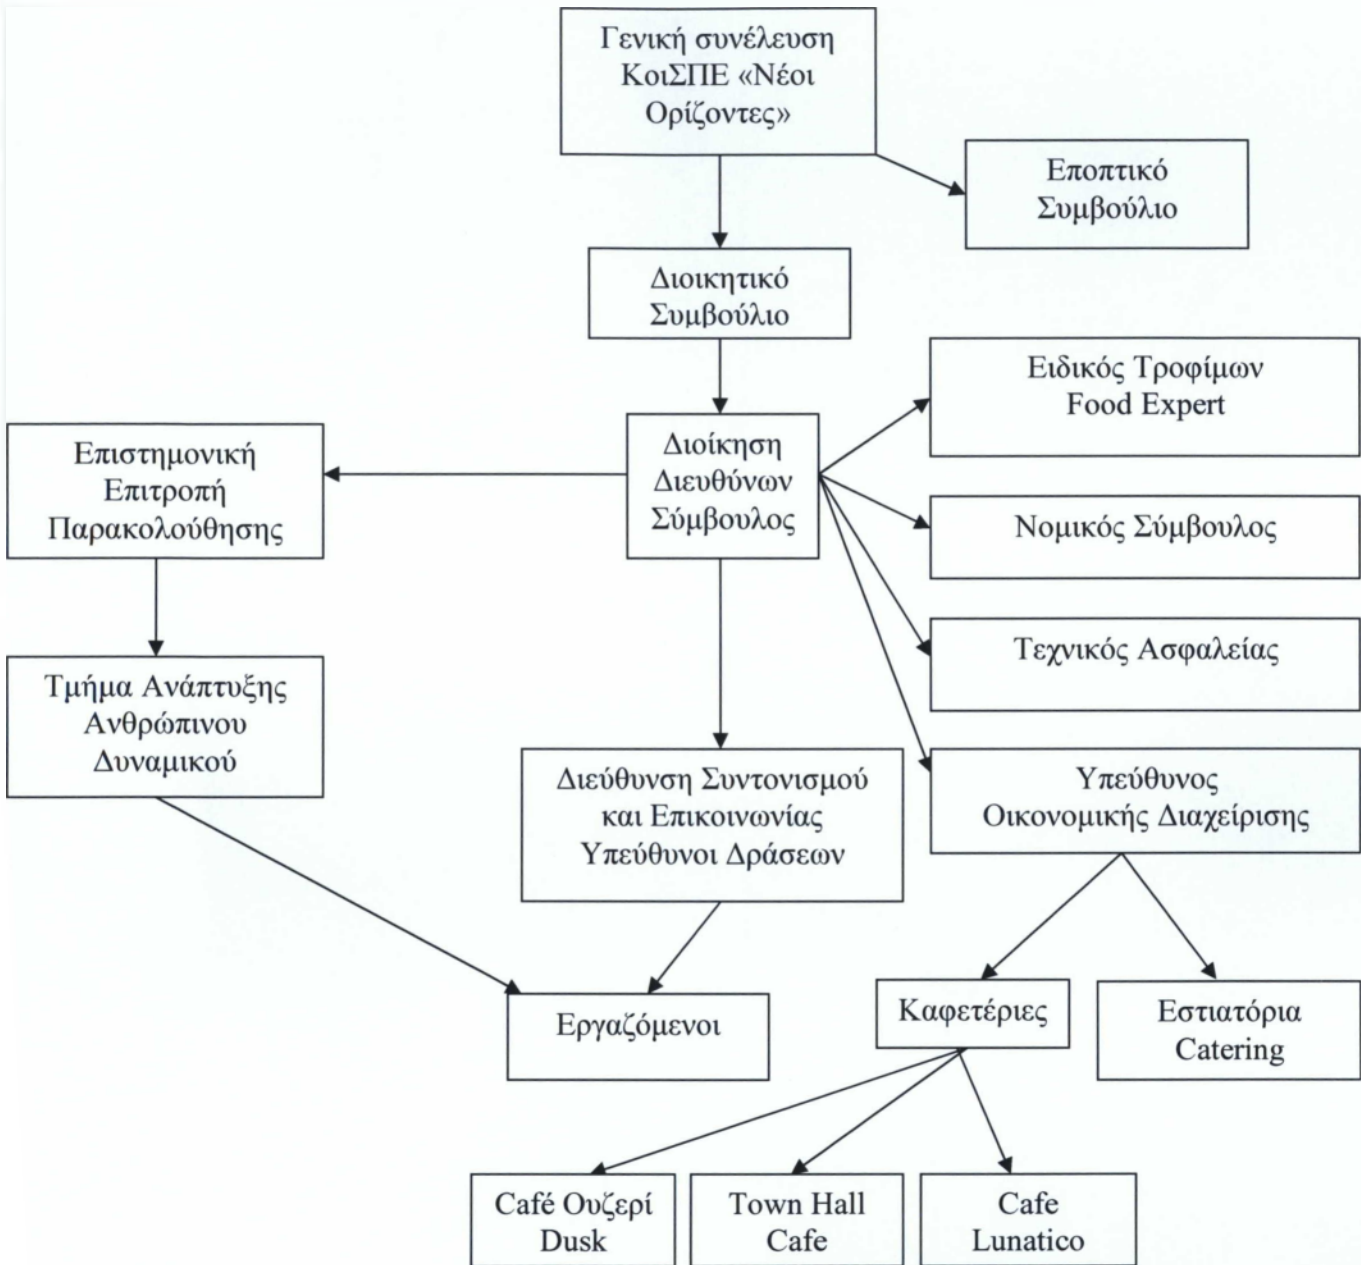 Γενική συνέλευση
ΚοιΣΠΕ «Νέοι
Ορίζοντες»
Εποπτικό
Συμβούλιο
Διοικητικό
Συμβούλιο
Ειδικός Τροφίμων
Food Expert
Επιστημονική
Επιτροπή
Παρακολούθησης
Διοίκηση
Διευθύνων
Σύμβουλος
Νομικός Σύμβουλος
Τεχνικός Ασφαλείας
Τμήμα Ανάπτυξης
Ανθρώπινου
Δυναμικού
Διεύθυνση Συντονισμού
και Επικοινωνίας
Υπεύθυνοι Δράσεων
Υπεύθυνος
Οικονομικής Διαχείρισης
Εργαζόμενοι
Καφετέριες
Εστιατόρια
Catering
Café Ουζερί
Dusk
Town Hall
Cafe
Cafe
Lunatico